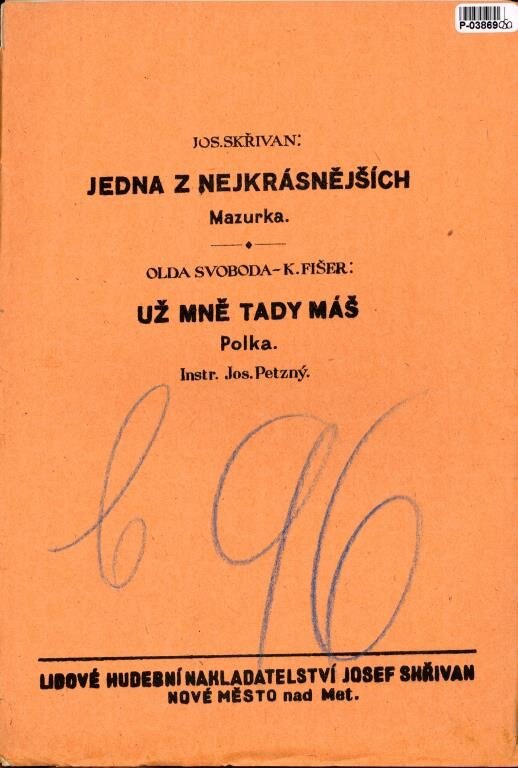 P-03869
JOS.SKŘIVAN:
JEDNA Z NEJKRÁSNĚJŠÍCH
Mazurka.
OLDA SVOBODA-K.FIŠER:
UŽ MNĚ TADY MÁŠ
Polka.
Instr. Jos.Petzný.
b 96
LIDOVÉ HUDEBNÍ NAKLADATELSTVÍ JOSEF SKŘIVAN
NOVÉ MĚSTO nad Met.